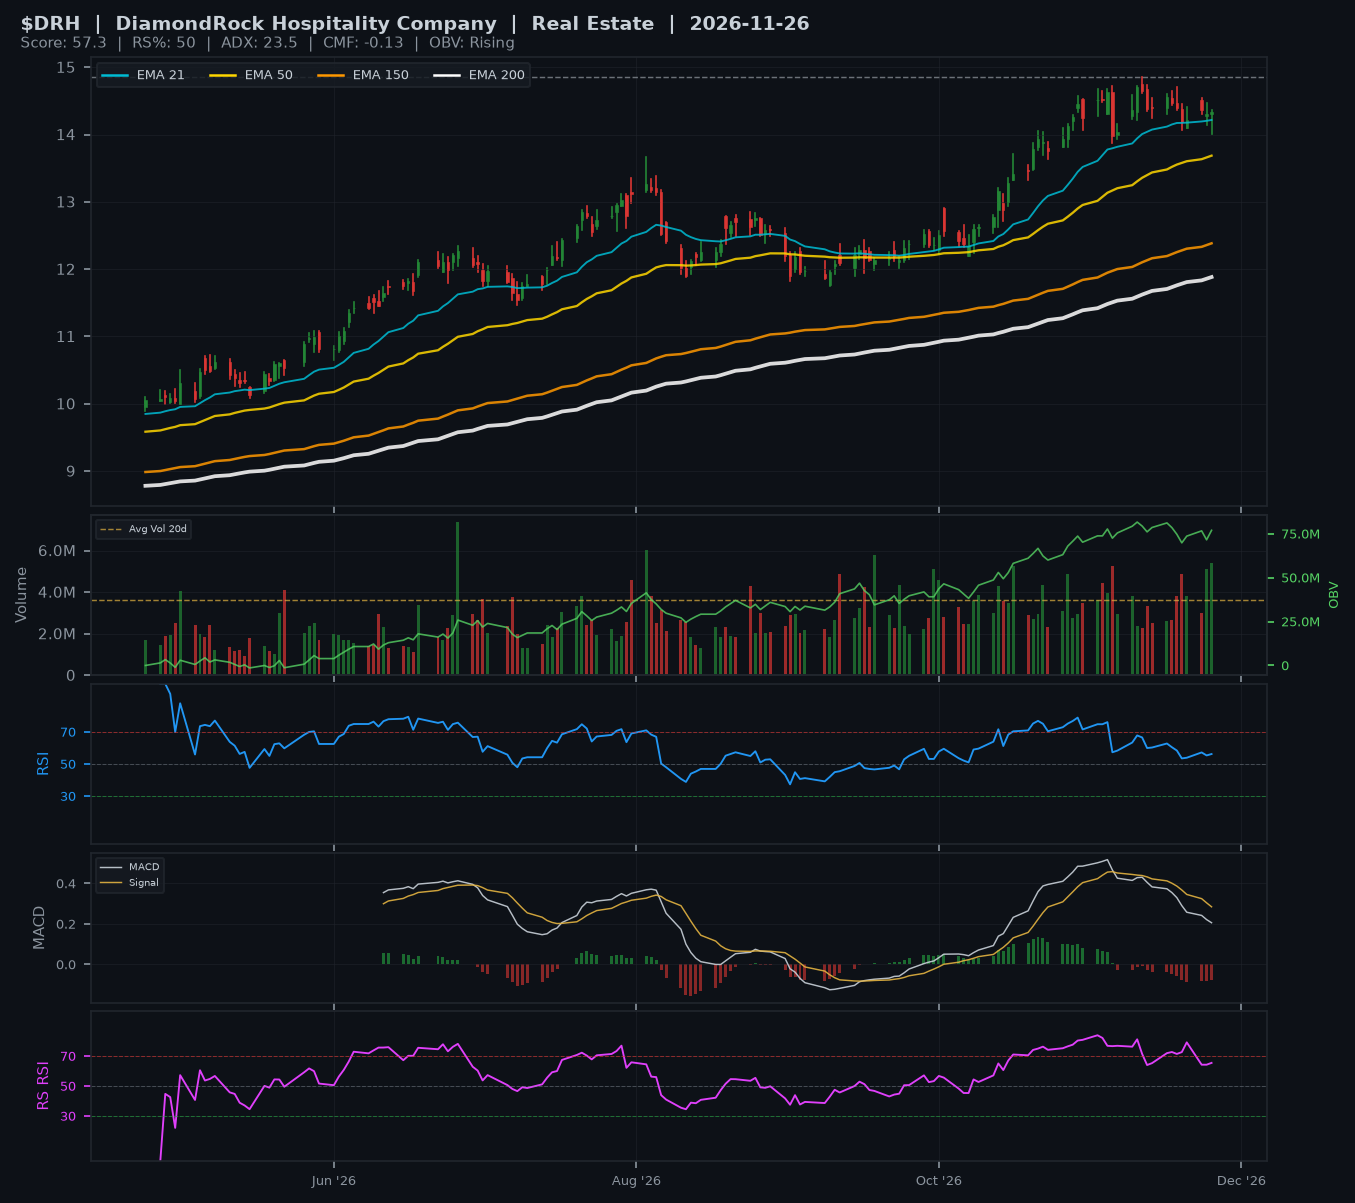 $DRH | DiamondRock Hospitality Company | Real Estate | 2026-11-26
Score: 57.3 | RS%: 50 | ADX: 23.5 | CMF: -0.13 | OBV: Rising
EMA 21 EMA 50 EMA 150 EMA 200
15
14
13
12
11
10
9
Avg Vol 20d
Volume
6.0M
4.0M
2.0M
0
75.0M
50.0M
25.0M
0
OBV
RSI
70
50
30
MACD
Signal
MACD
0.4
0.2
0.0
RS RSI
70
50
30
Jun '26 Aug '26 Oct '26 Dec '26